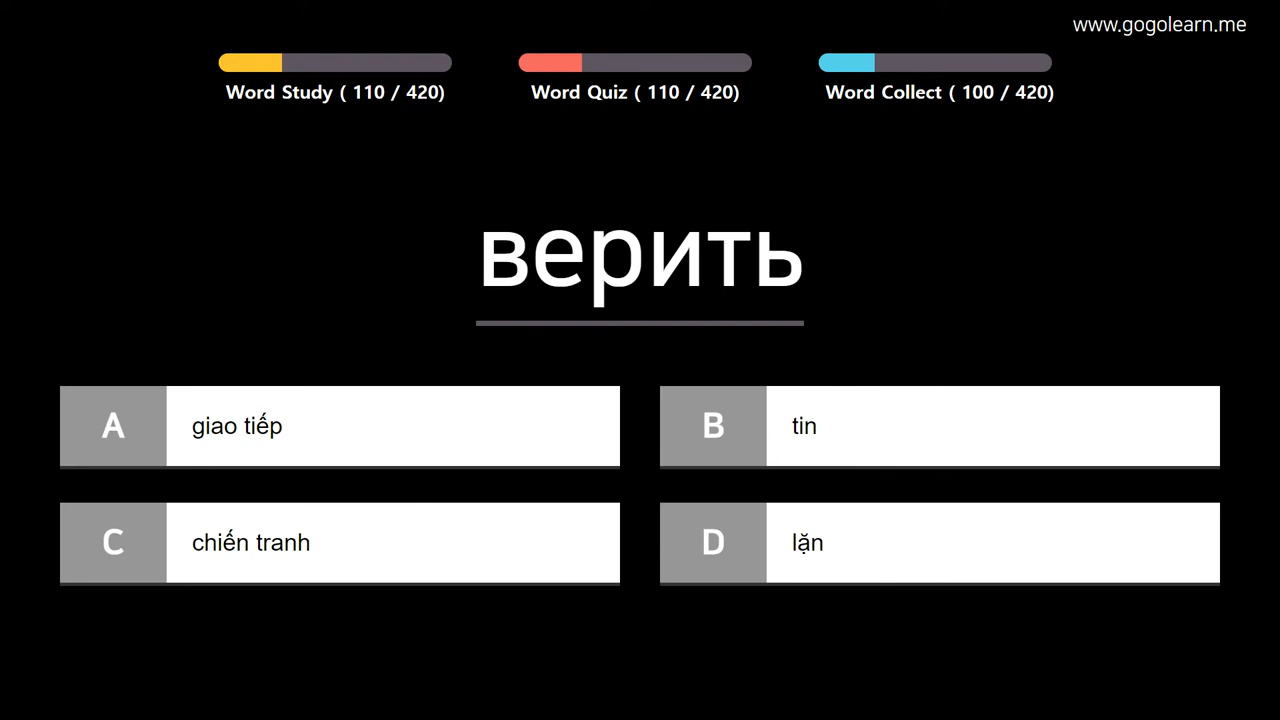 www.gogolearn.me
Word Study ( 110 / 420)
Word Quiz ( 110 / 420)
Word Collect ( 100 / 420)
верить
A giao tiếp
B tin
C chiến tranh
D lặn